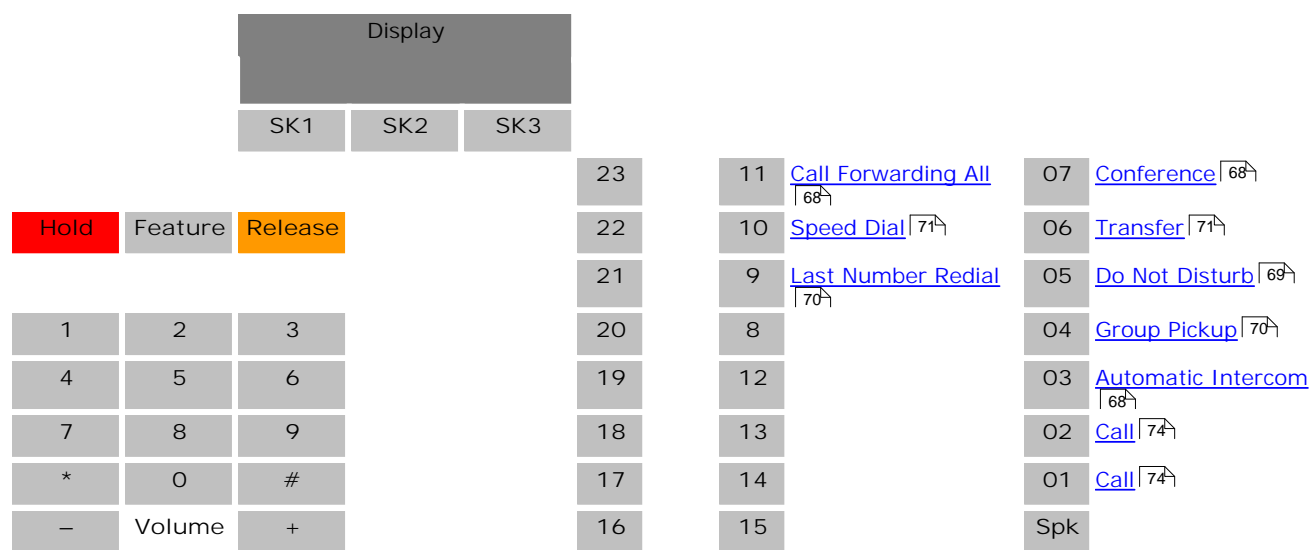 Display
SK1 SK2 SK3
23 11 Call Forwarding All 68 07 Conference 68
Hold Feature Release 22 10 Speed Dial 71 06 Transfer 71
21 9 Last Number Redial 70 05 Do Not Disturb 69
1 2 3 20 8 04 Group Pickup 70
4 5 6 19 12 03 Automatic Intercom 68
7 8 9 18 13 02 Call 74
* 0 # 17 14 01 Call 74
– Volume + 16 15 Spk